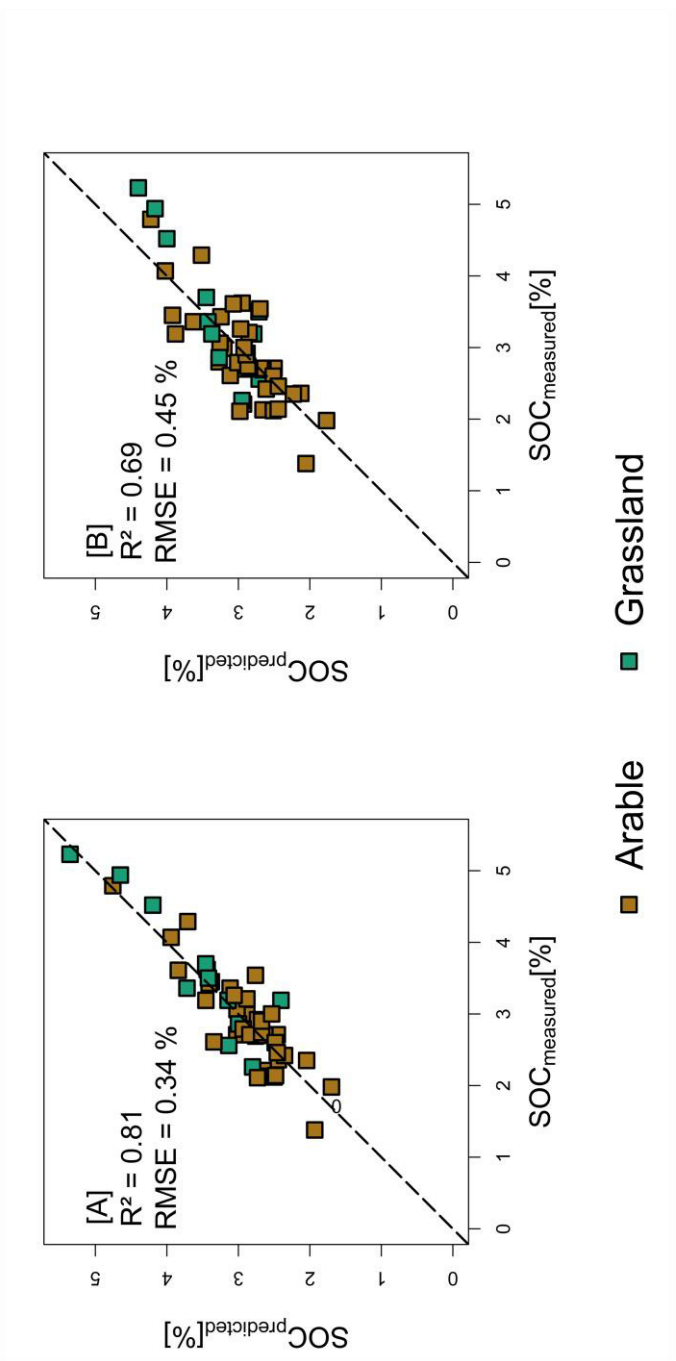 [A]
R² = 0.81
RMSE = 0.34 %
5
4
3
2
1
0
SOCpredicted[%]
0
0 1 2 3 4 5
SOCmeasured[%]
[B]
R² = 0.69
RMSE = 0.45 %
5
4
3
2
1
0
SOCpredicted[%]
0 1 2 3 4 5
SOCmeasured[%]
Arable Grassland